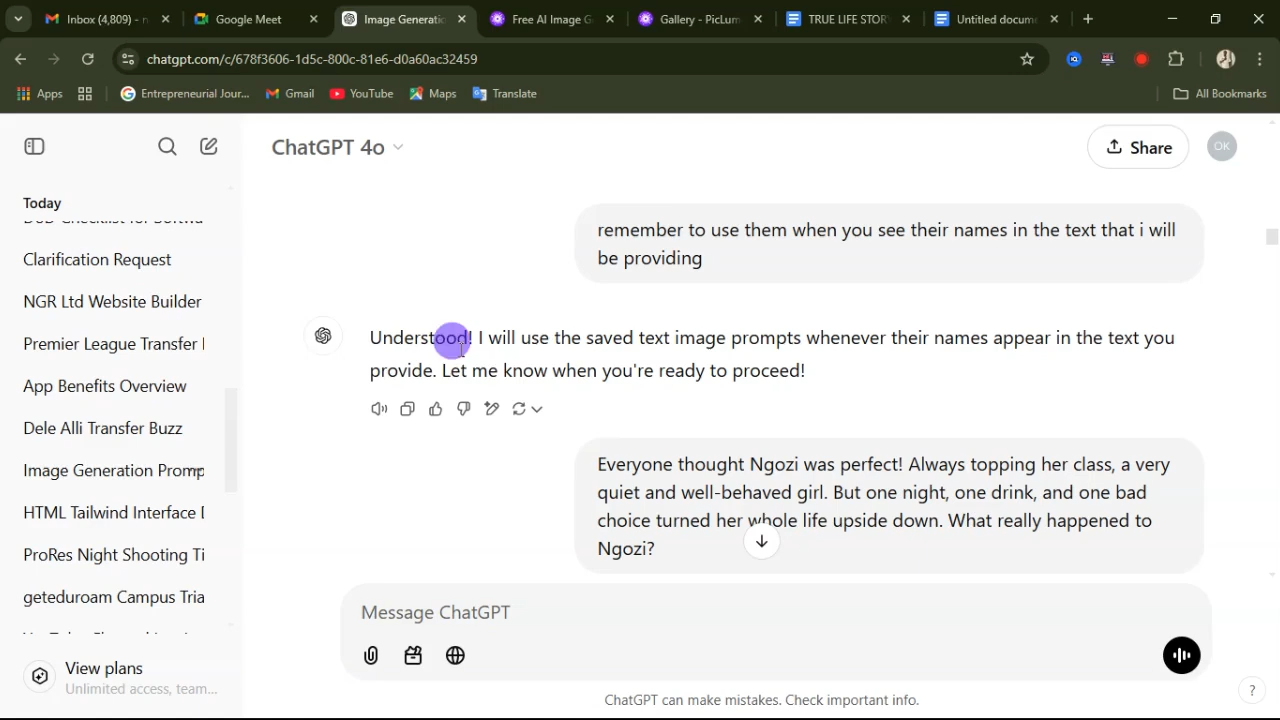 Inbox (4,809) - n
Google Meet
Image Generatio
Free AI Image G
Gallery - PicLum
TRUE LIFE STOR
Untitled docum
chatgpt.com/c/678f3606-1d5c-800c-81e6-d0a60ac32459
Apps
Entrepreneurial Jour...
Gmail
YouTube
Maps
Translate
All Bookmarks
ChatGPT 4o
Share
OK
Today
Clarification Request
NGR Ltd Website Builder
Premier League Transfer
App Benefits Overview
Dele Alli Transfer Buzz
Image Generation Promp
HTML Tailwind Interface
ProRes Night Shooting Ti
geteduroam Campus Tria
View plans
Unlimited access, team...
remember to use them when you see their names in the text that i will
be providing
Understood! I will use the saved text image prompts whenever their names appear in the text you
provide. Let me know when you're ready to proceed!
Everyone thought Ngozi was perfect! Always topping her class, a very
quiet and well-behaved girl. But one night, one drink, and one bad
choice turned her whole life upside down. What really happened to
Ngozi?
Message ChatGPT
ChatGPT can make mistakes. Check important info.
?